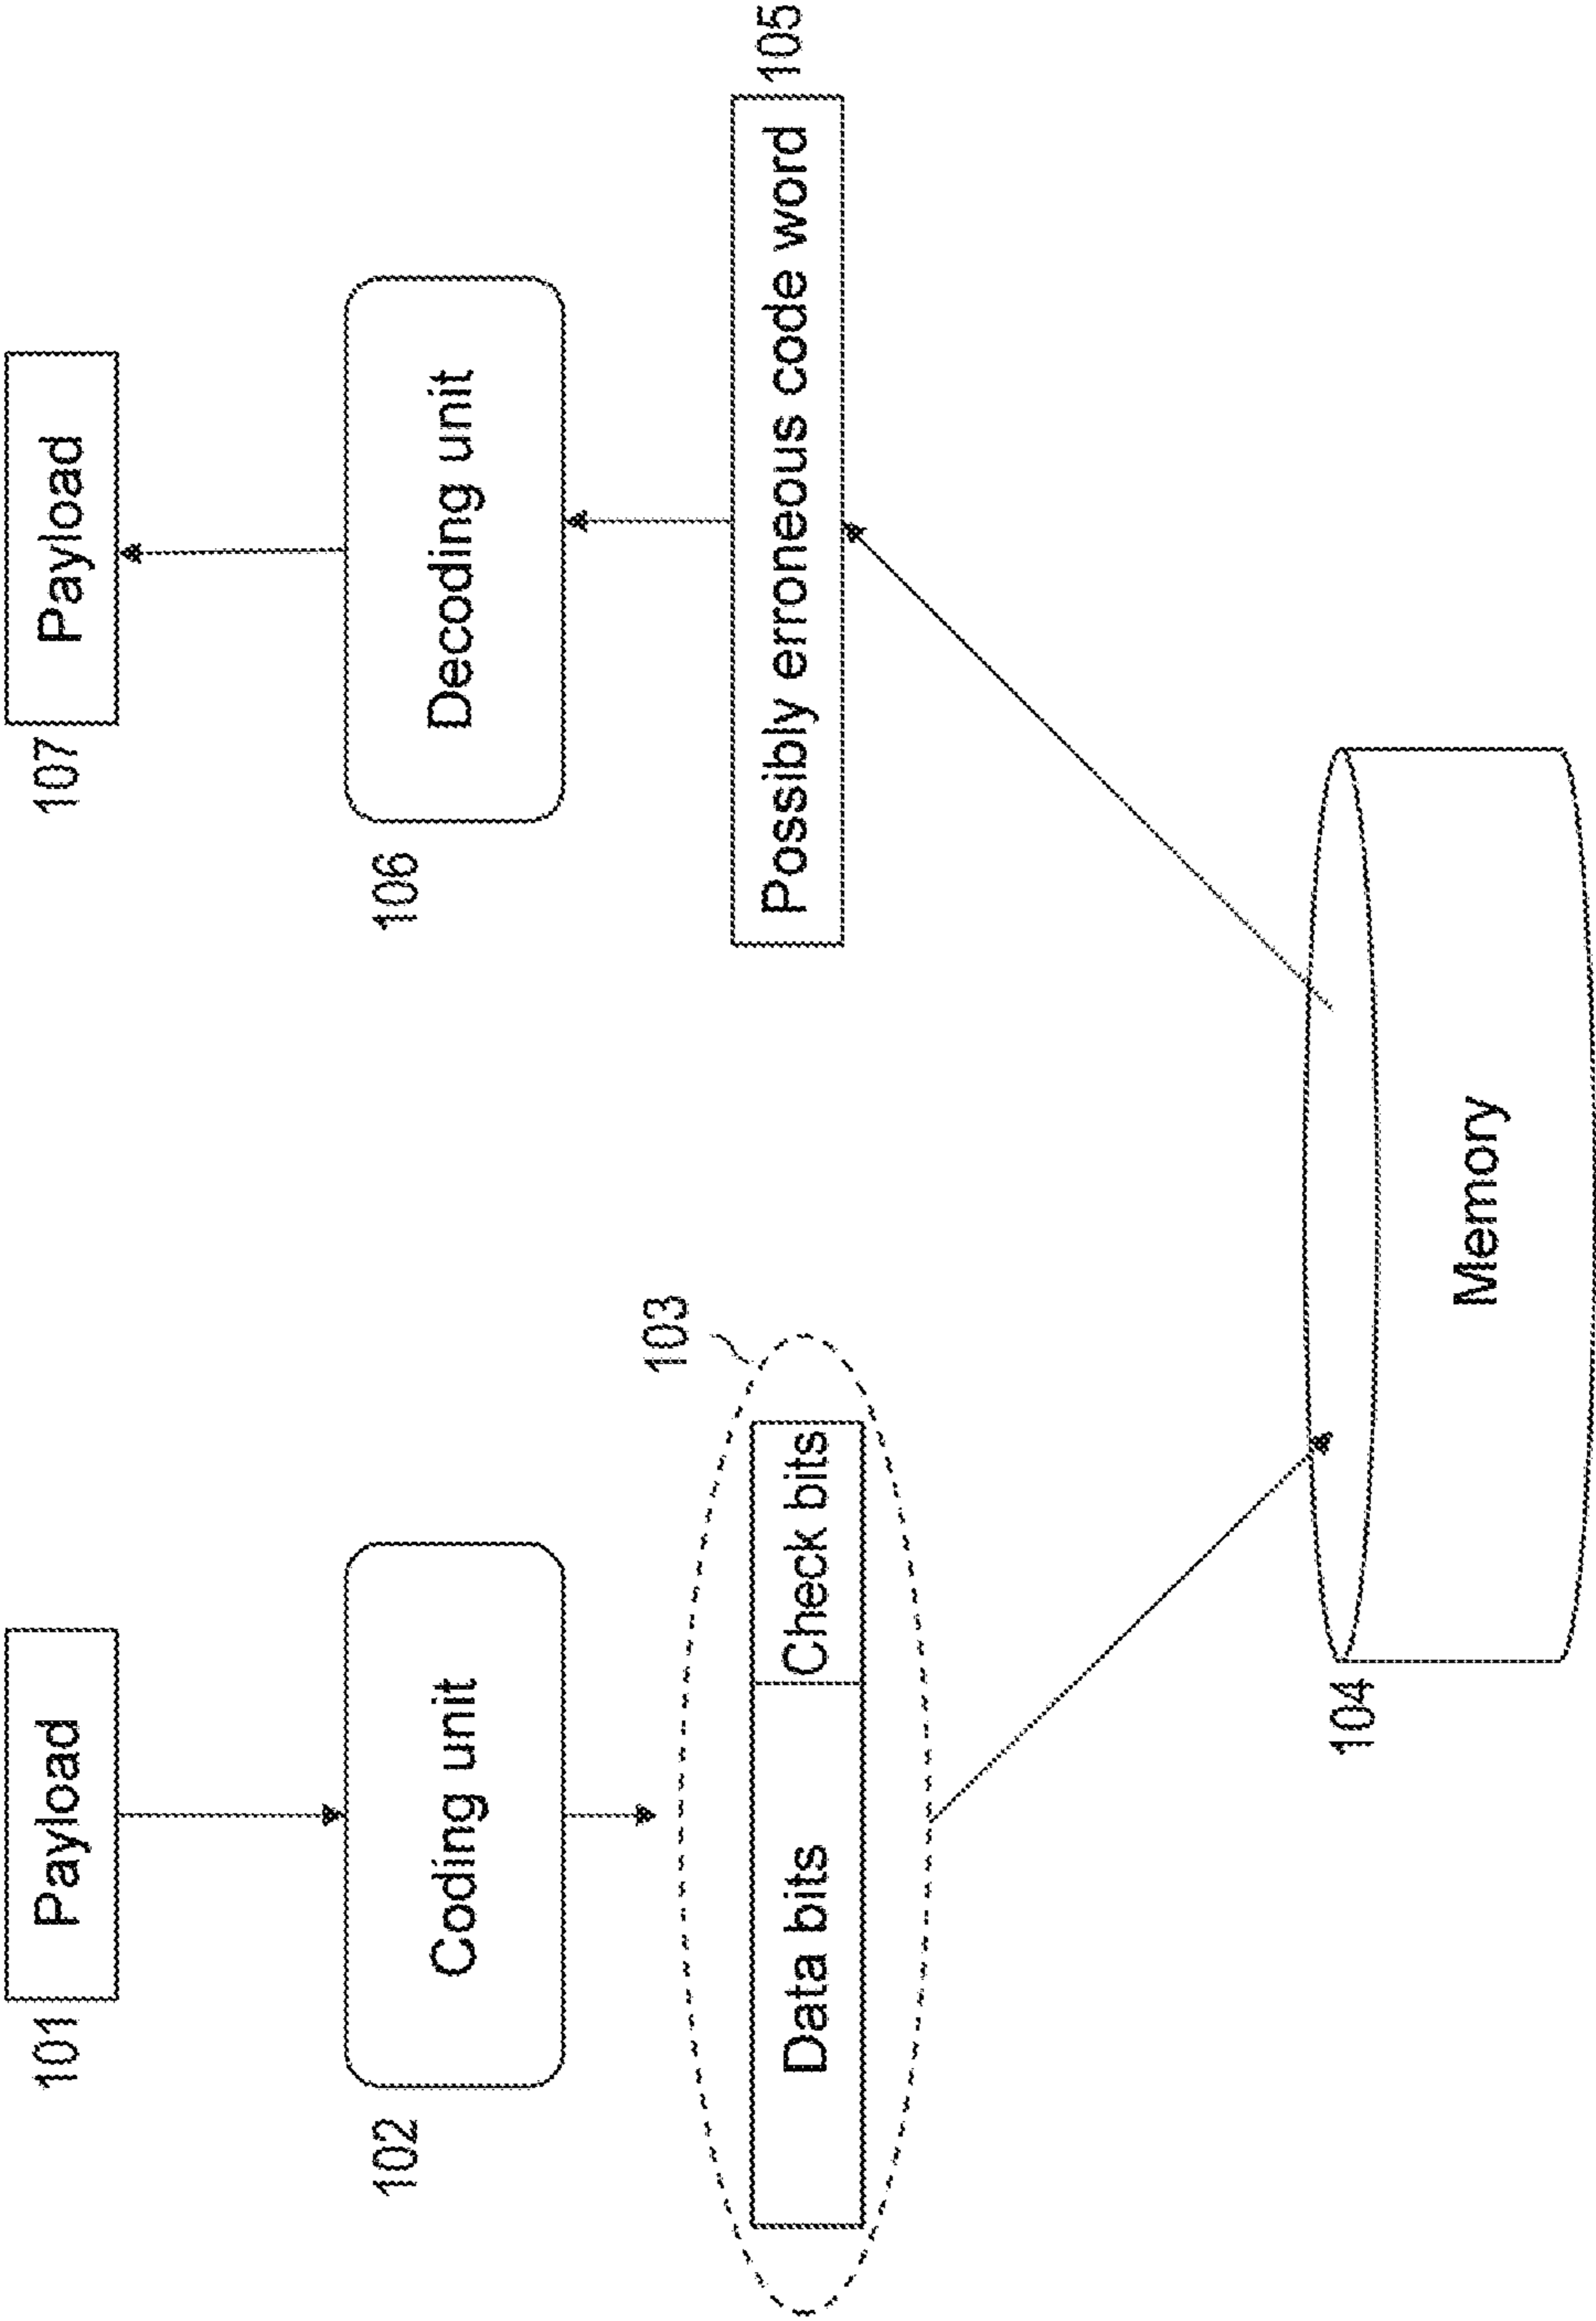 101
Payload
102
Coding unit
103
Data bits
Check bits
104
Memory
105
Possibly erroneous code word
106
Decoding unit
107
Payload